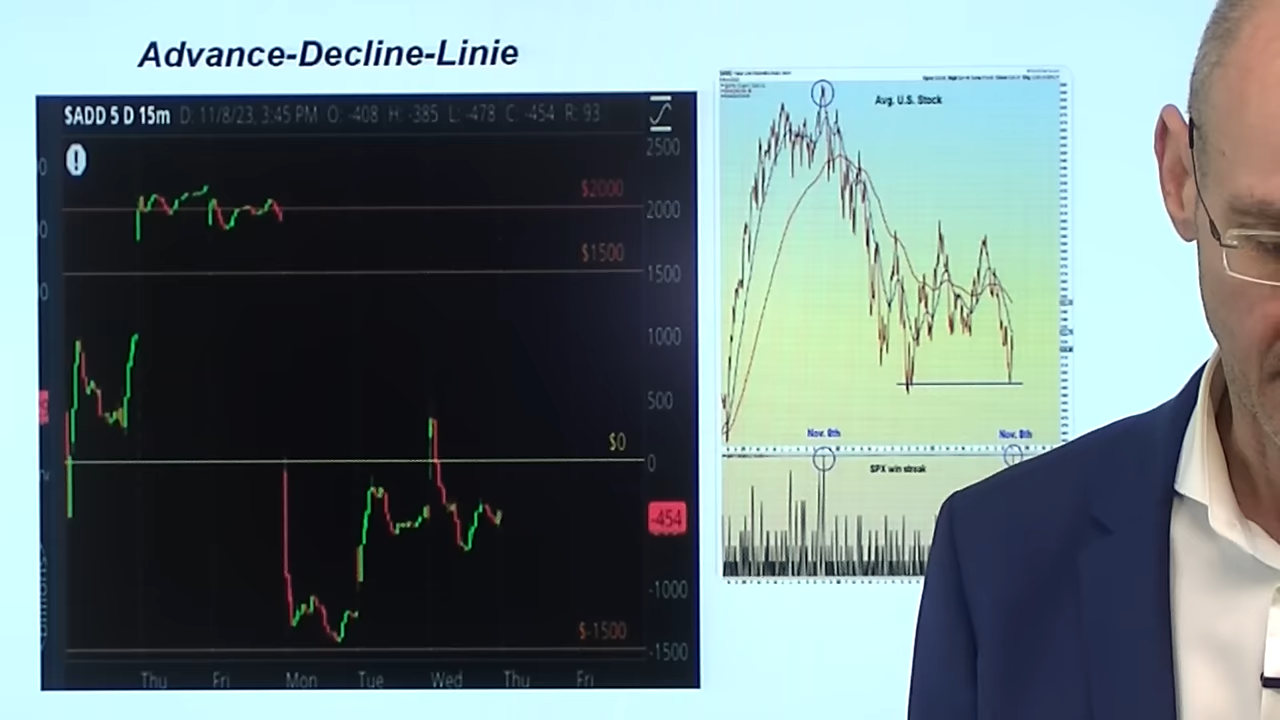 Advance-Decline-Linie
$ADD 5 D 15m D: 11/8/23, 3:45 PM O: -408 H: -385 L: -478 C: -454 R: 93
2500
$2000
2000
$1500
1500
1000
500
$0
0
-454
-1000
$-1500
-1500
Thu Fri Mon Tue Wed Thu Fri
Avg. U.S. Stock
Nov. 8th Nov. 8th
SPX win streak